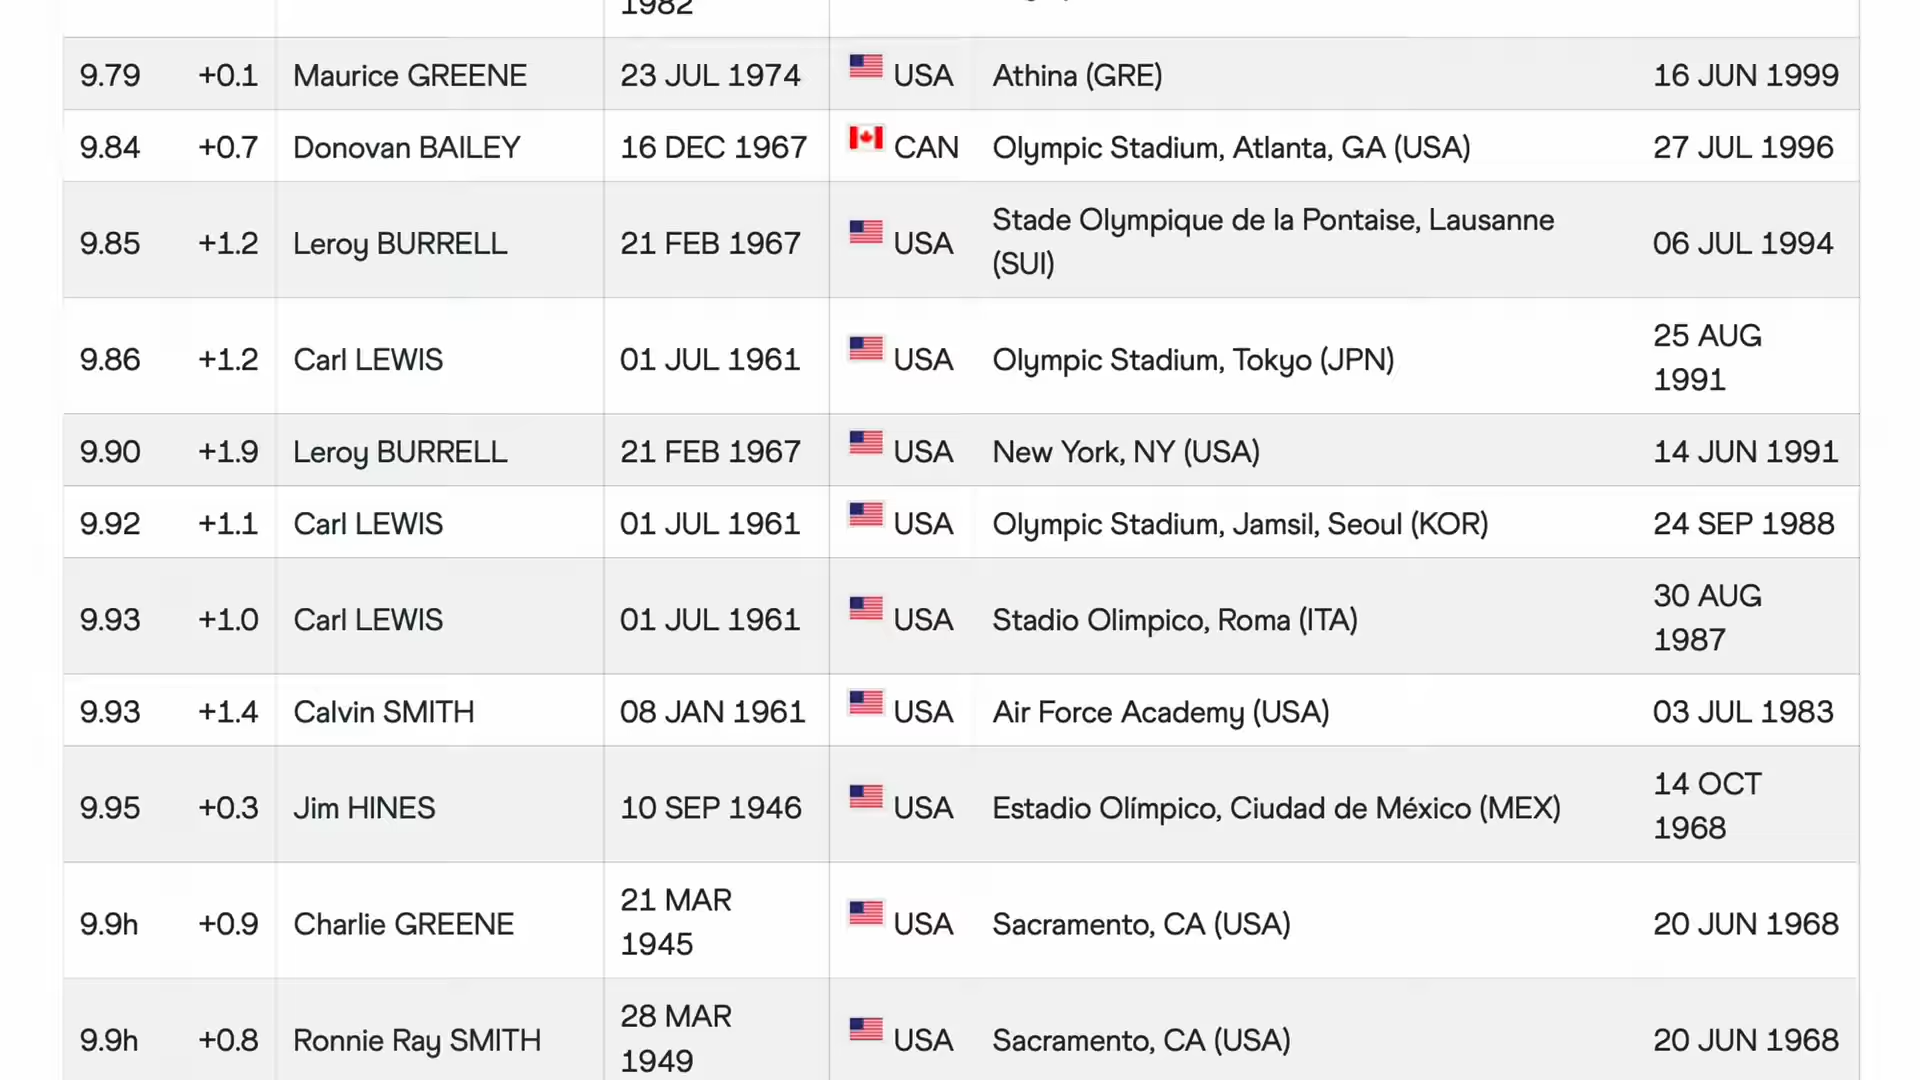 1982
9.79 +0.1 Maurice GREENE 23 JUL 1974 USA Athina (GRE) 16 JUN 1999
9.84 +0.7 Donovan BAILEY 16 DEC 1967 CAN Olympic Stadium, Atlanta, GA (USA) 27 JUL 1996
9.85 +1.2 Leroy BURRELL 21 FEB 1967 USA Stade Olympique de la Pontaise, Lausanne
(SUI) 06 JUL 1994
9.86 +1.2 Carl LEWIS 01 JUL 1961 USA Olympic Stadium, Tokyo (JPN) 25 AUG
1991
9.90 +1.9 Leroy BURRELL 21 FEB 1967 USA New York, NY (USA) 14 JUN 1991
9.92 +1.1 Carl LEWIS 01 JUL 1961 USA Olympic Stadium, Jamsil, Seoul (KOR) 24 SEP 1988
9.93 +1.0 Carl LEWIS 01 JUL 1961 USA Stadio Olimpico, Roma (ITA) 30 AUG
1987
9.93 +1.4 Calvin SMITH 08 JAN 1961 USA Air Force Academy (USA) 03 JUL 1983
9.95 +0.3 Jim HINES 10 SEP 1946 USA Estadio Olímpico, Ciudad de México (MEX) 14 OCT
1968
9.9h +0.9 Charlie GREENE 21 MAR
1945 USA Sacramento, CA (USA) 20 JUN 1968
9.9h +0.8 Ronnie Ray SMITH 28 MAR
1949 USA Sacramento, CA (USA) 20 JUN 1968